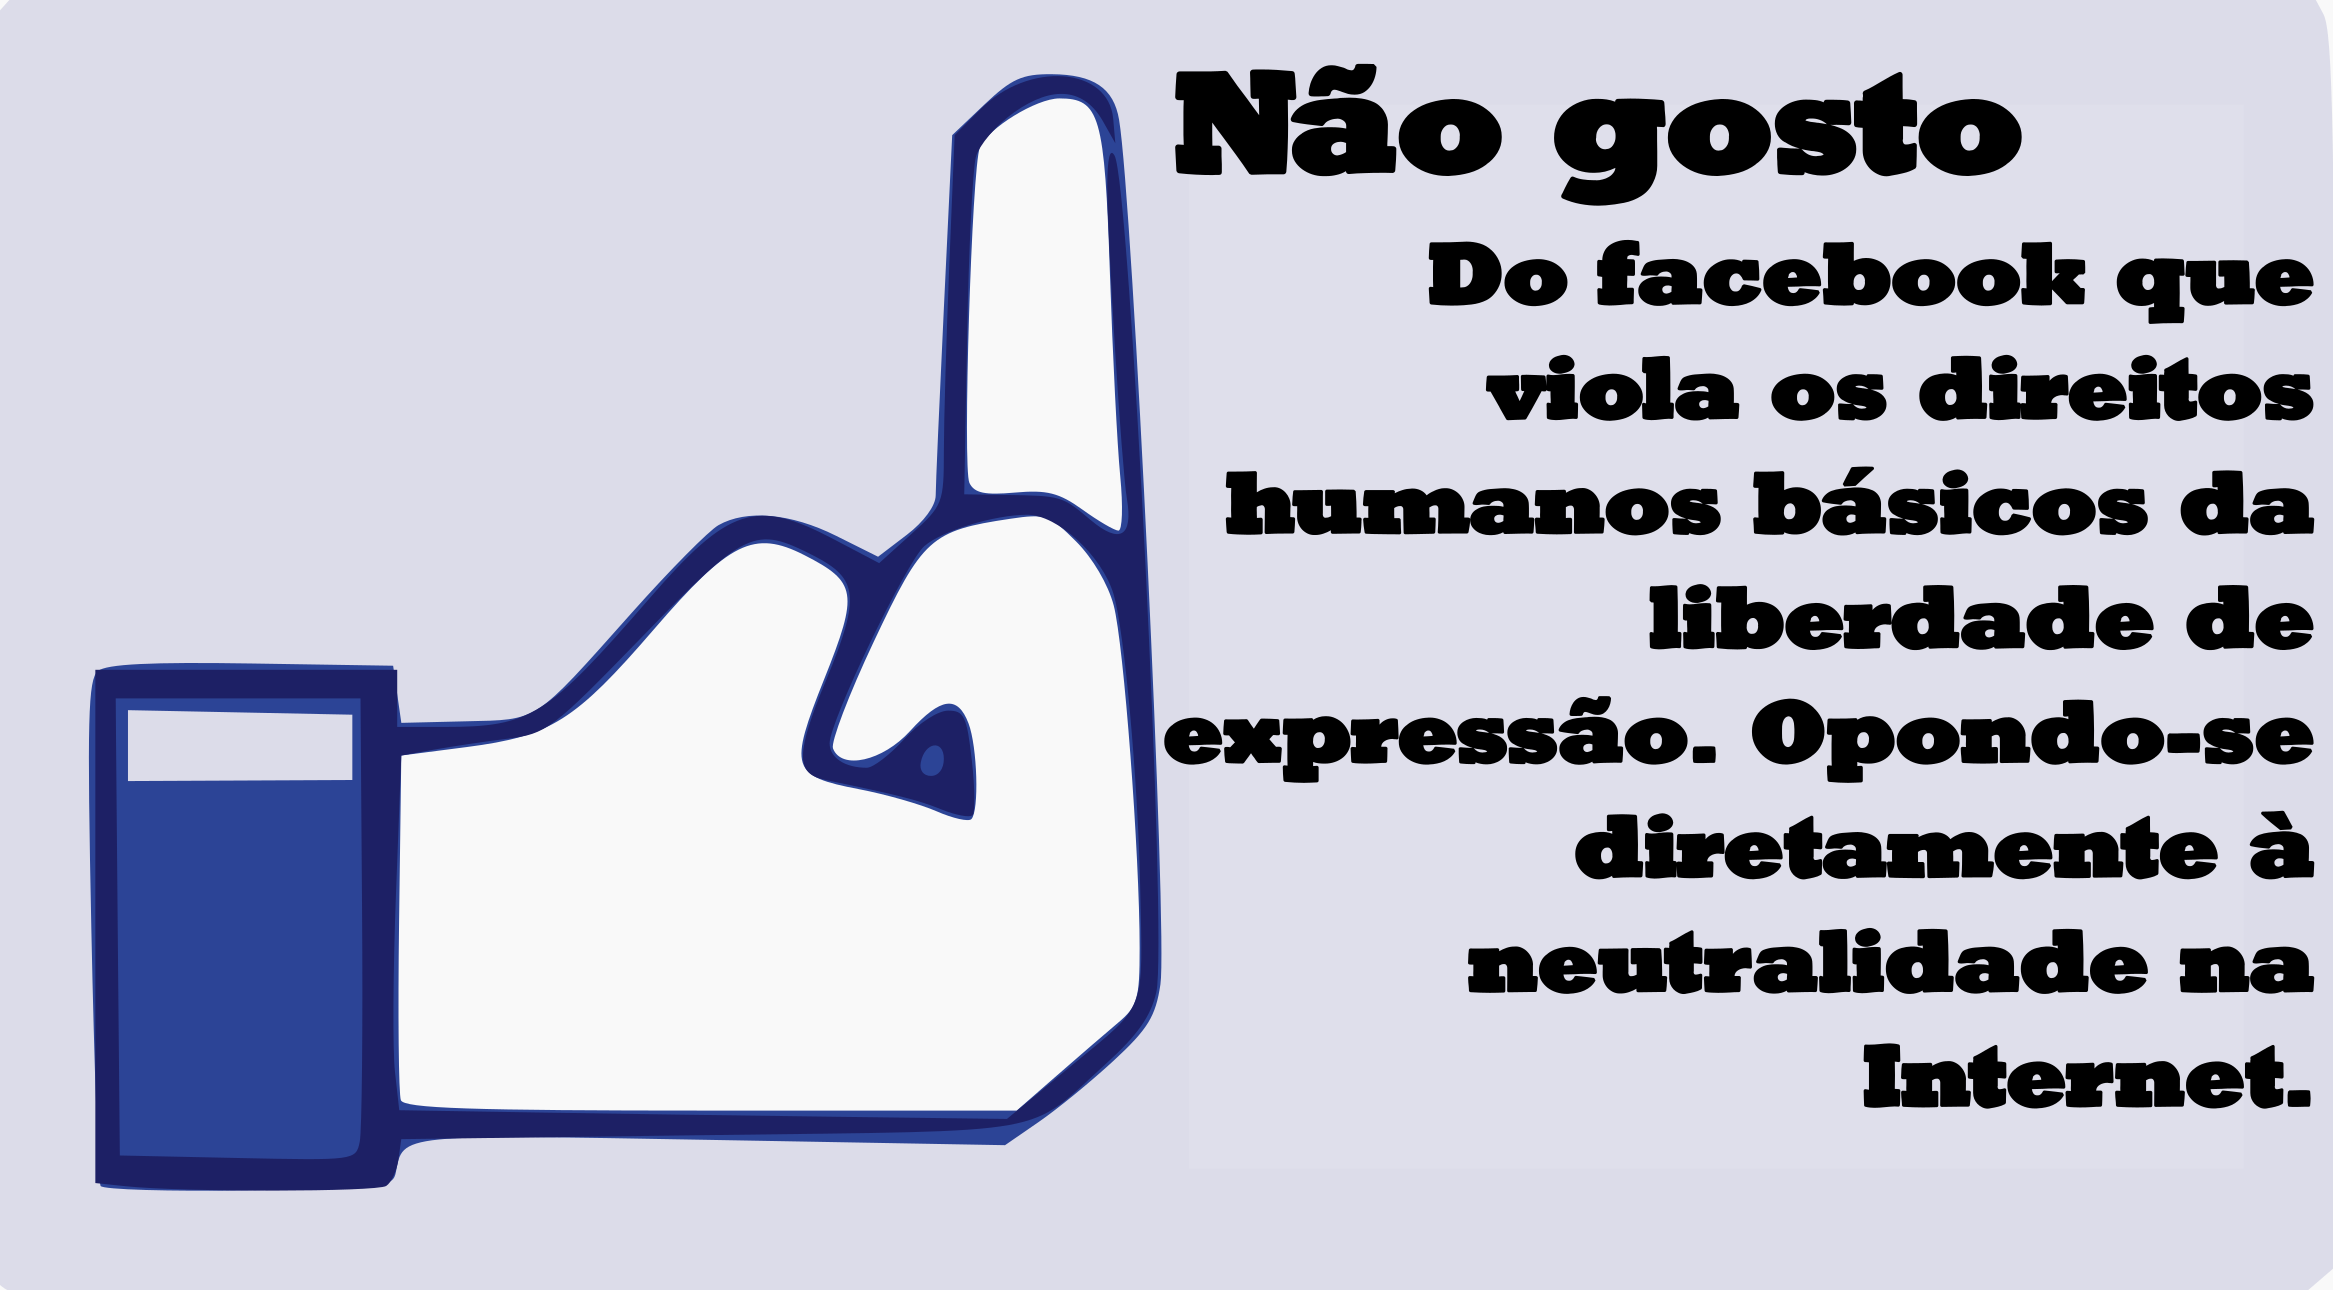 Não gosto
Do facebook que
viola os direitos
humanos básicos da
liberdade de
expressão. Opondo-se
diretamente à
neutralidade na
Internet.